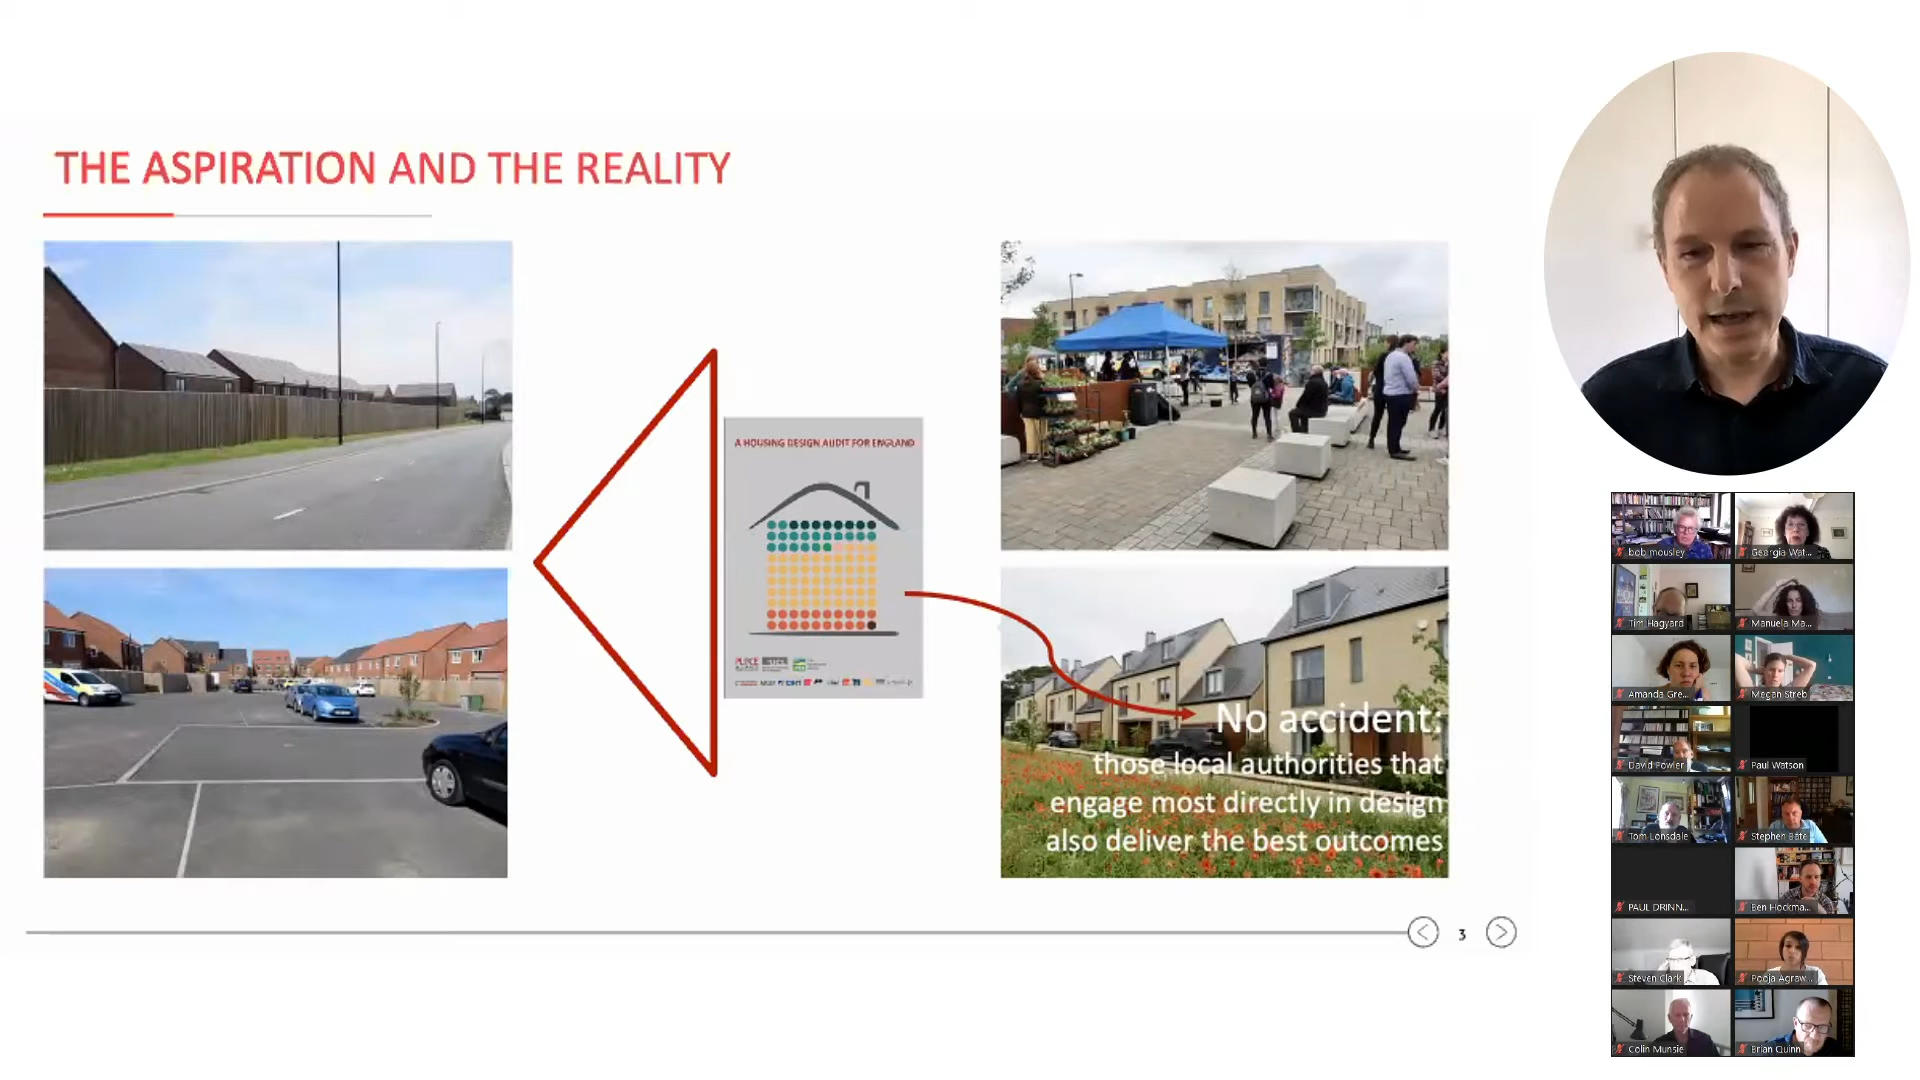 THE ASPIRATION AND THE REALITY
A HOUSING DESIGN AUDIT FOR ENGLAND
PLACE
No accident:
those local authorities that
engage most directly in design
also deliver the best outcomes
3
bob mousley
Georgia Wat...
Tim Hagyard
Manuela Ma...
Amanda Gre...
Megan Streb
David Fowler
Paul Watson
Tom Lonsdale
Stephen Bate
PAUL DRINN...
Ben Hockma...
Steven Clark
Pooja Agraw...
Colin Munsie
Brian Quinn